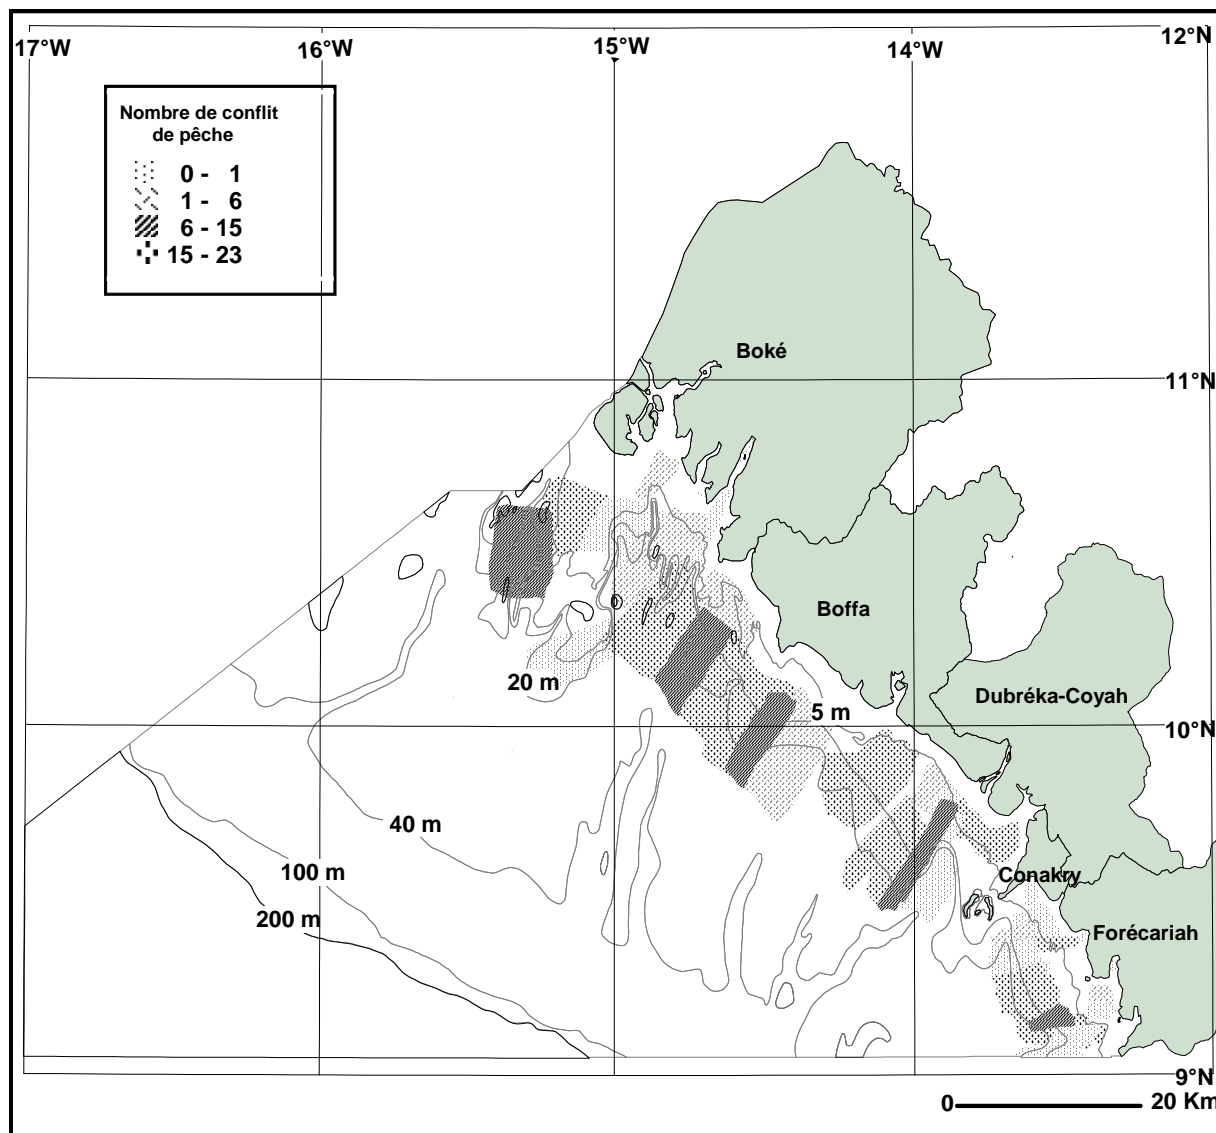 17°W
16°W
15°W
14°W
12°N
Nombre de conflit
de pêche
0 - 1
1 - 6
6 - 15
15 - 23
Boké
11°N
Boffa
20 m
Dubréka-Coyah
5 m
10°N
40 m
100 m
Conakry
200 m
Forécariah
9°N
0 20 Km